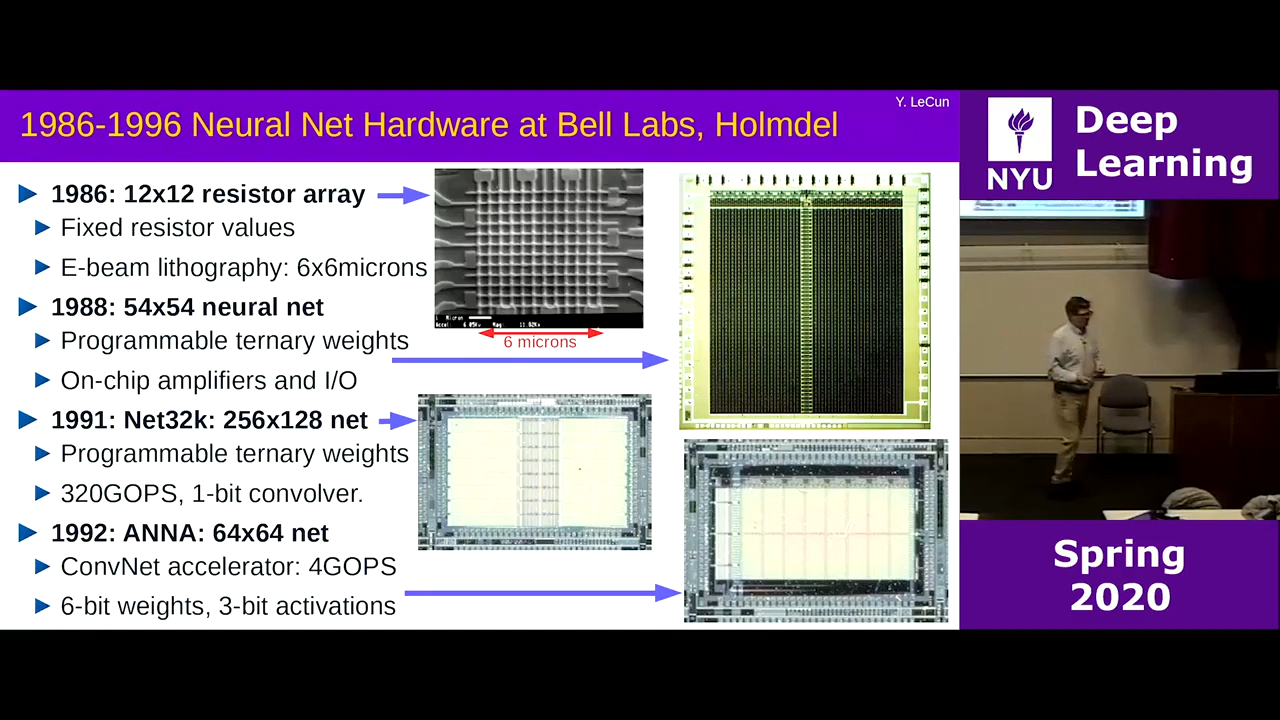 Y. LeCun
1986-1996 Neural Net Hardware at Bell Labs, Holmdel
1986: 12x12 resistor array
Fixed resistor values
E-beam lithography: 6x6microns
1988: 54x54 neural net
Programmable ternary weights
On-chip amplifiers and I/O
1991: Net32k: 256x128 net
Programmable ternary weights
320GOPS, 1-bit convolver.
1992: ANNA: 64x64 net
ConvNet accelerator: 4GOPS
6-bit weights, 3-bit activations
6 microns
NYU
Deep
Learning
Spring
2020